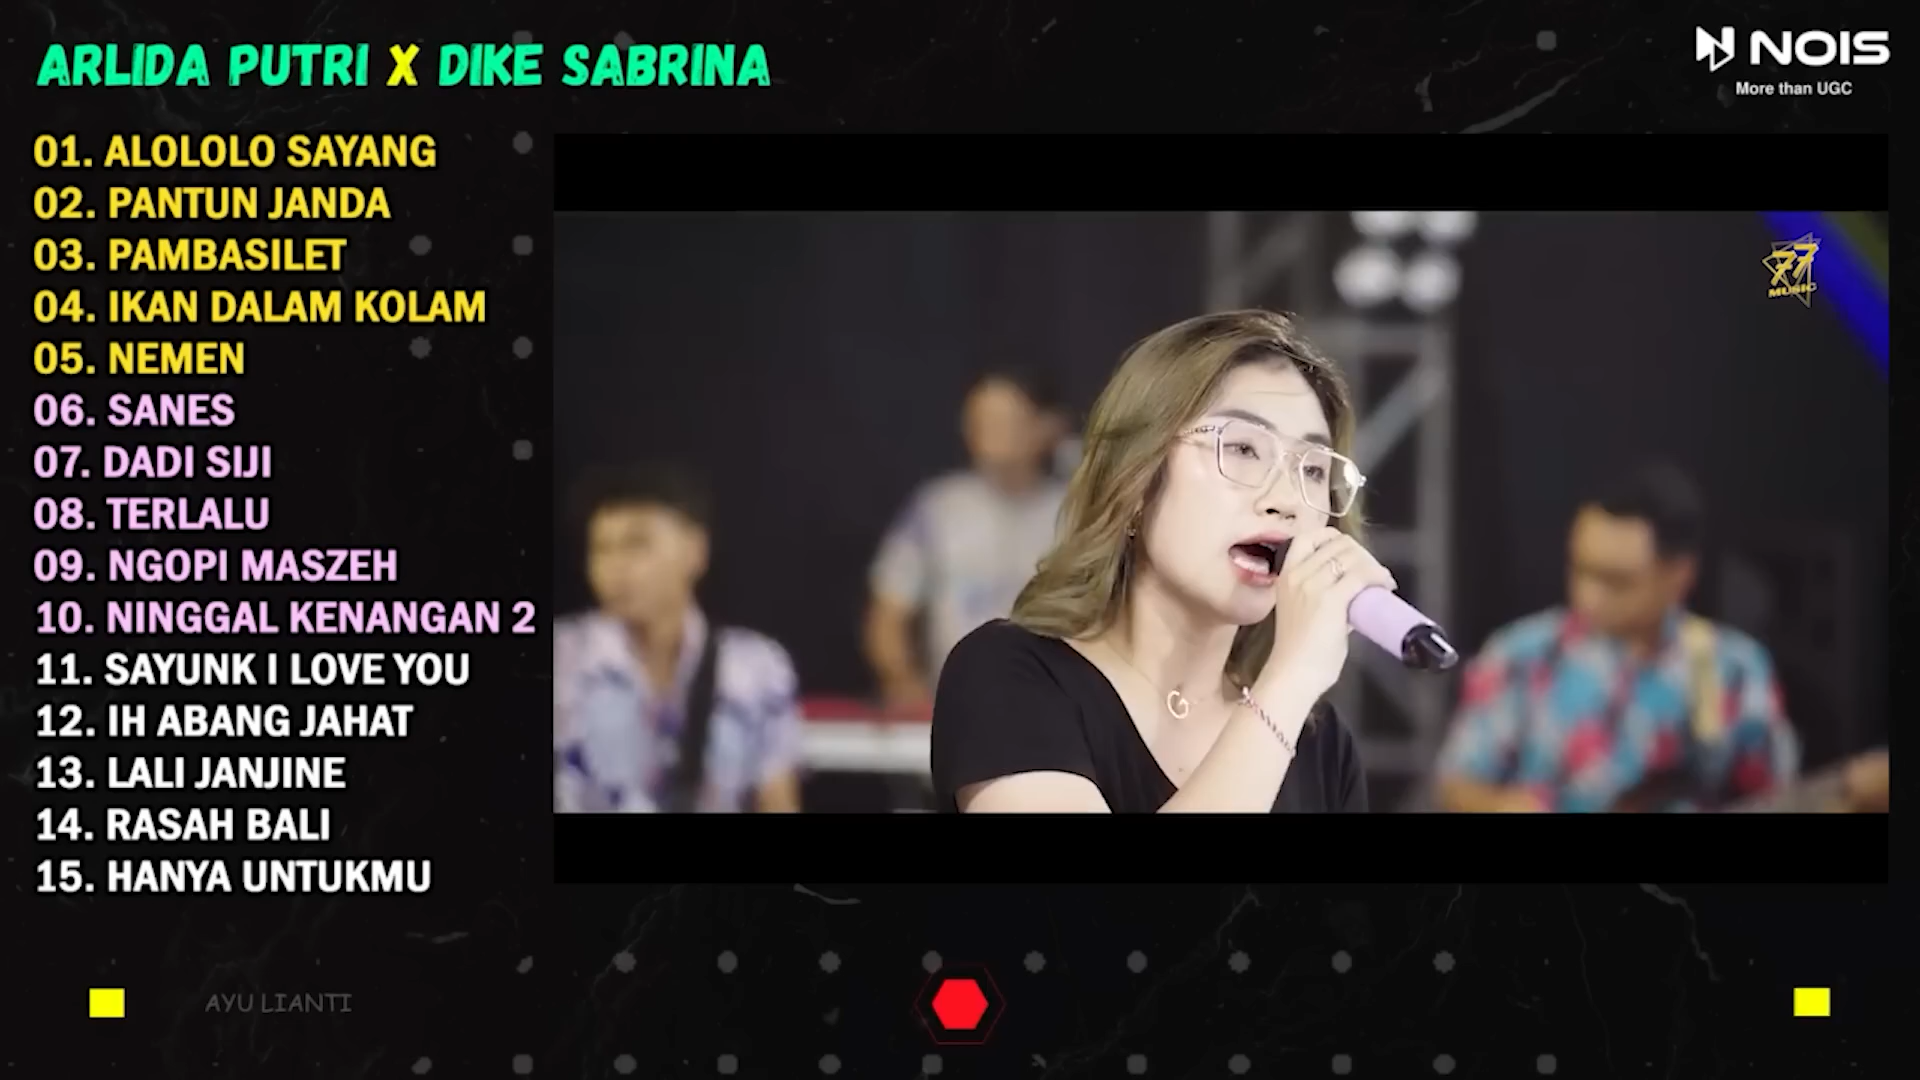 ARLIDA PUTRI X DIKE SABRINA
NOIS
More than UGC
01. ALOLOLO SAYANG
02. PANTUN JANDA
03. PAMBASILET
04. IKAN DALAM KOLAM
05. NEMEN
06. SANES
07. DADI SIJI
08. TERLALU
09. NGOPI MASZEH
10. NINGGAL KENANGAN 2
11. SAYUNK I LOVE YOU
12. IH ABANG JAHAT
13. LALI JANJINE
14. RASAH BALI
15. HANYA UNTUKMU
77
MUSIC
G
AYU LIANTI